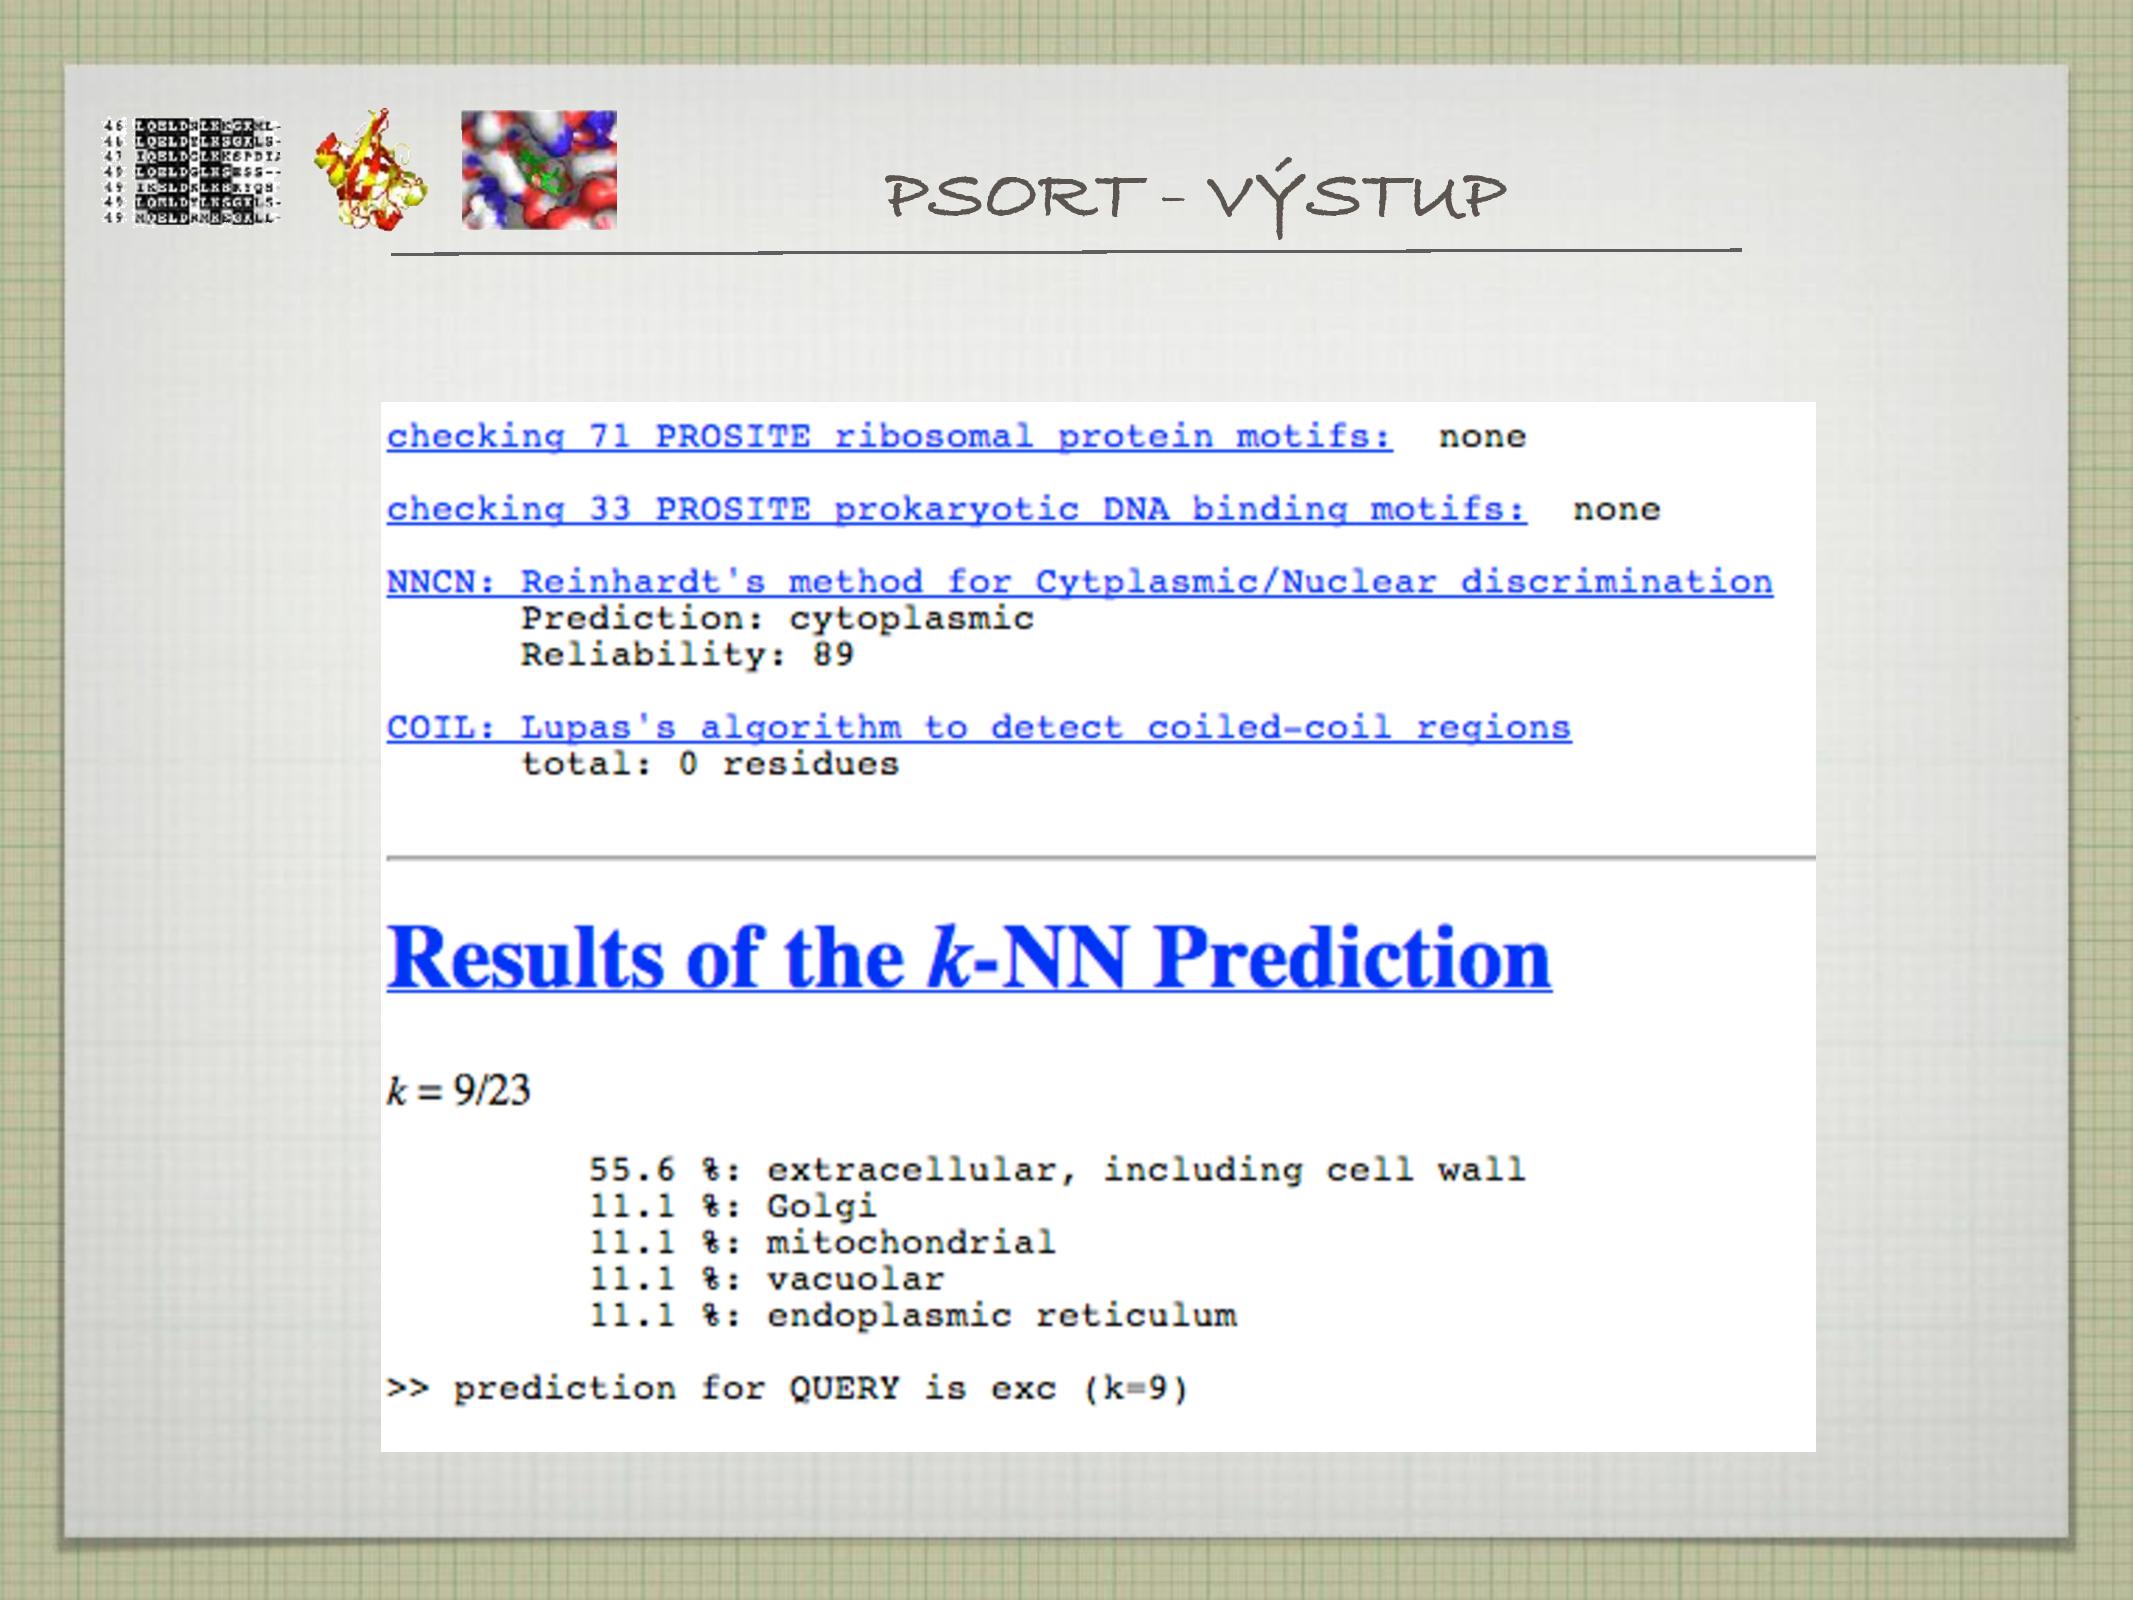 PSORT - VÝSTUP
checking 71 PROSITE ribosomal protein motifs: none
checking 33 PROSITE prokaryotic DNA binding motifs: none
NNCN: Reinhardt's method for Cytplasmic/Nuclear discrimination
Prediction: cytoplasmic
Reliability: 89
COIL: Lupas's algorithm to detect coiled-coil regions
total: 0 residues
Results of the k-NN Prediction
k = 9/23
55.6 %: extracellular, including cell wall
11.1 %: Golgi
11.1 %: mitochondrial
11.1 %: vacuolar
11.1 %: endoplasmic reticulum
>> prediction for QUERY is exc (k=9)